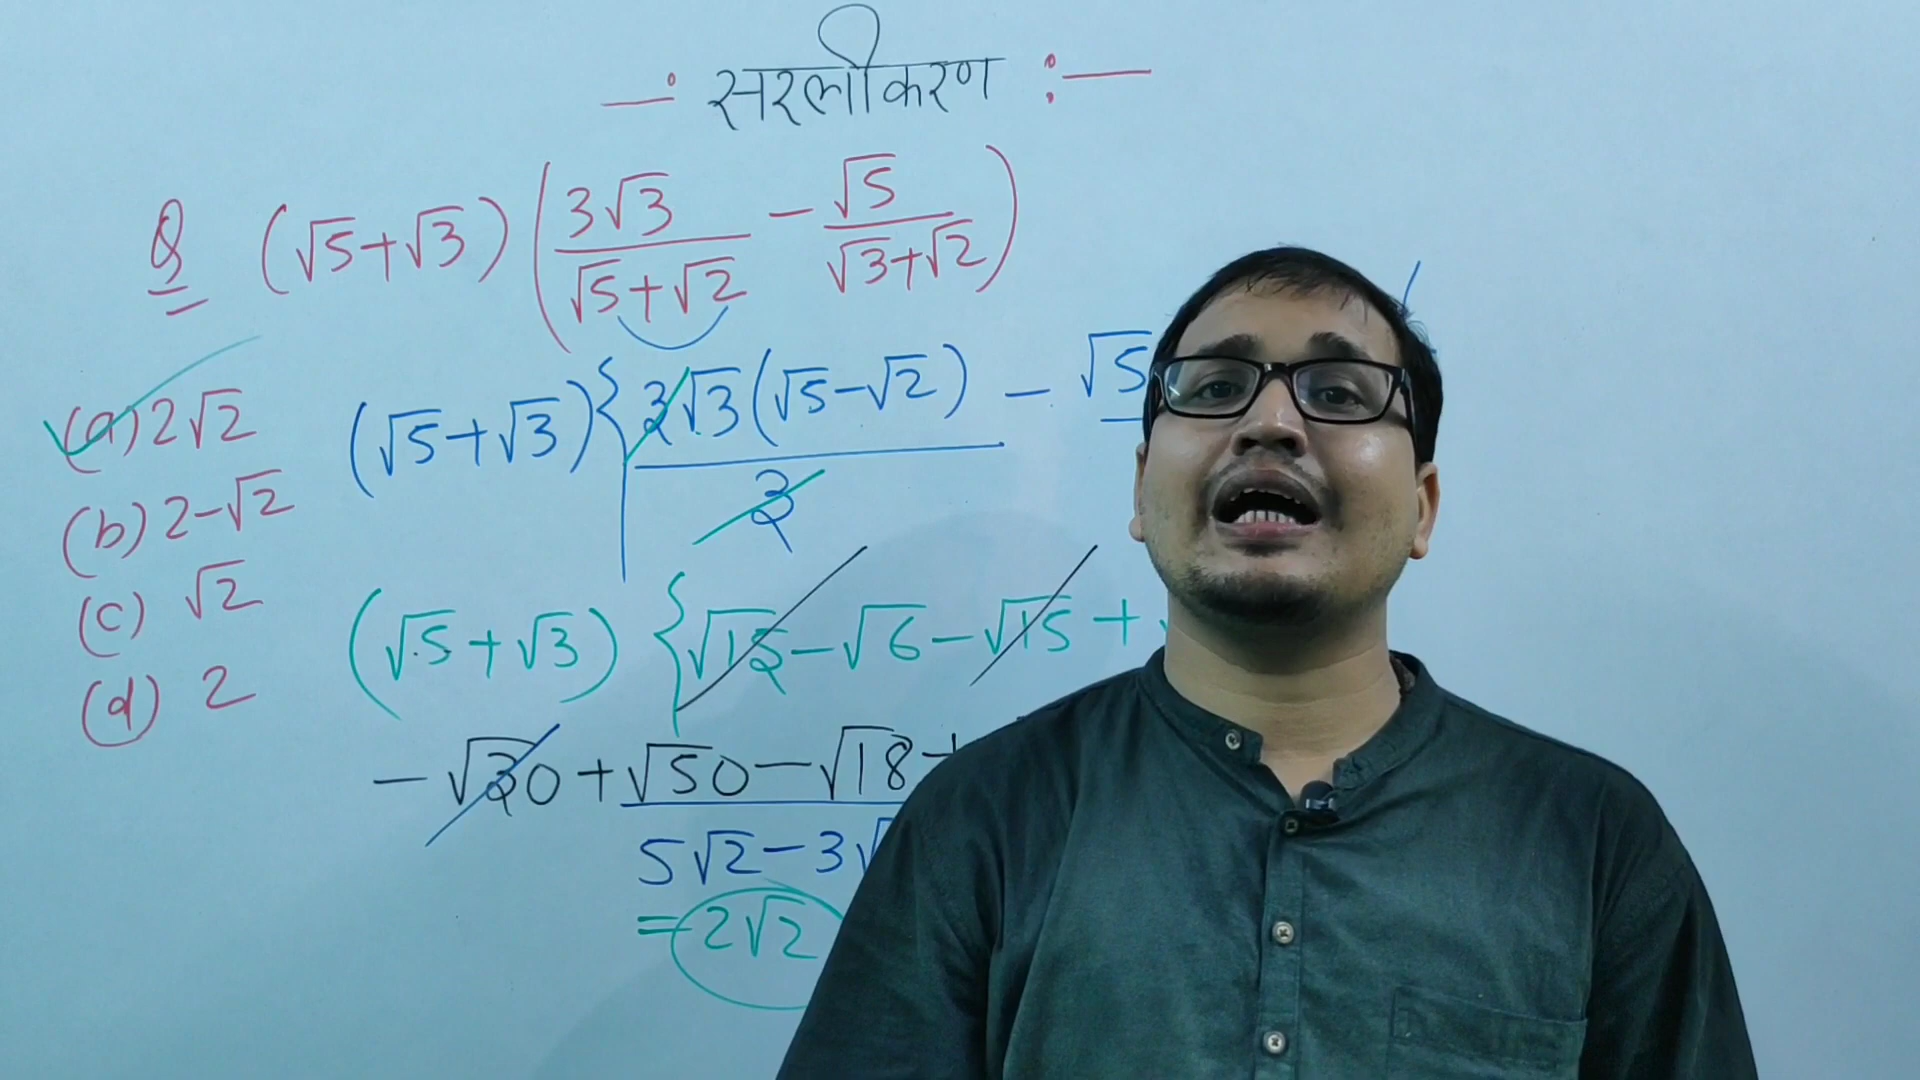 —: सरलीकरण :—
Q (√5+√3) (3√3/(√5+√2) - √5/(√3+√2))
(√5+√3){3√3(√5-√2)/3 - √5
(a) 2√2
(b) 2-√2
(c) √2
(d) 2
(√5+√3) {√15-√6-√15+
-√30+√50-√18+
5√2-3√
=2√2